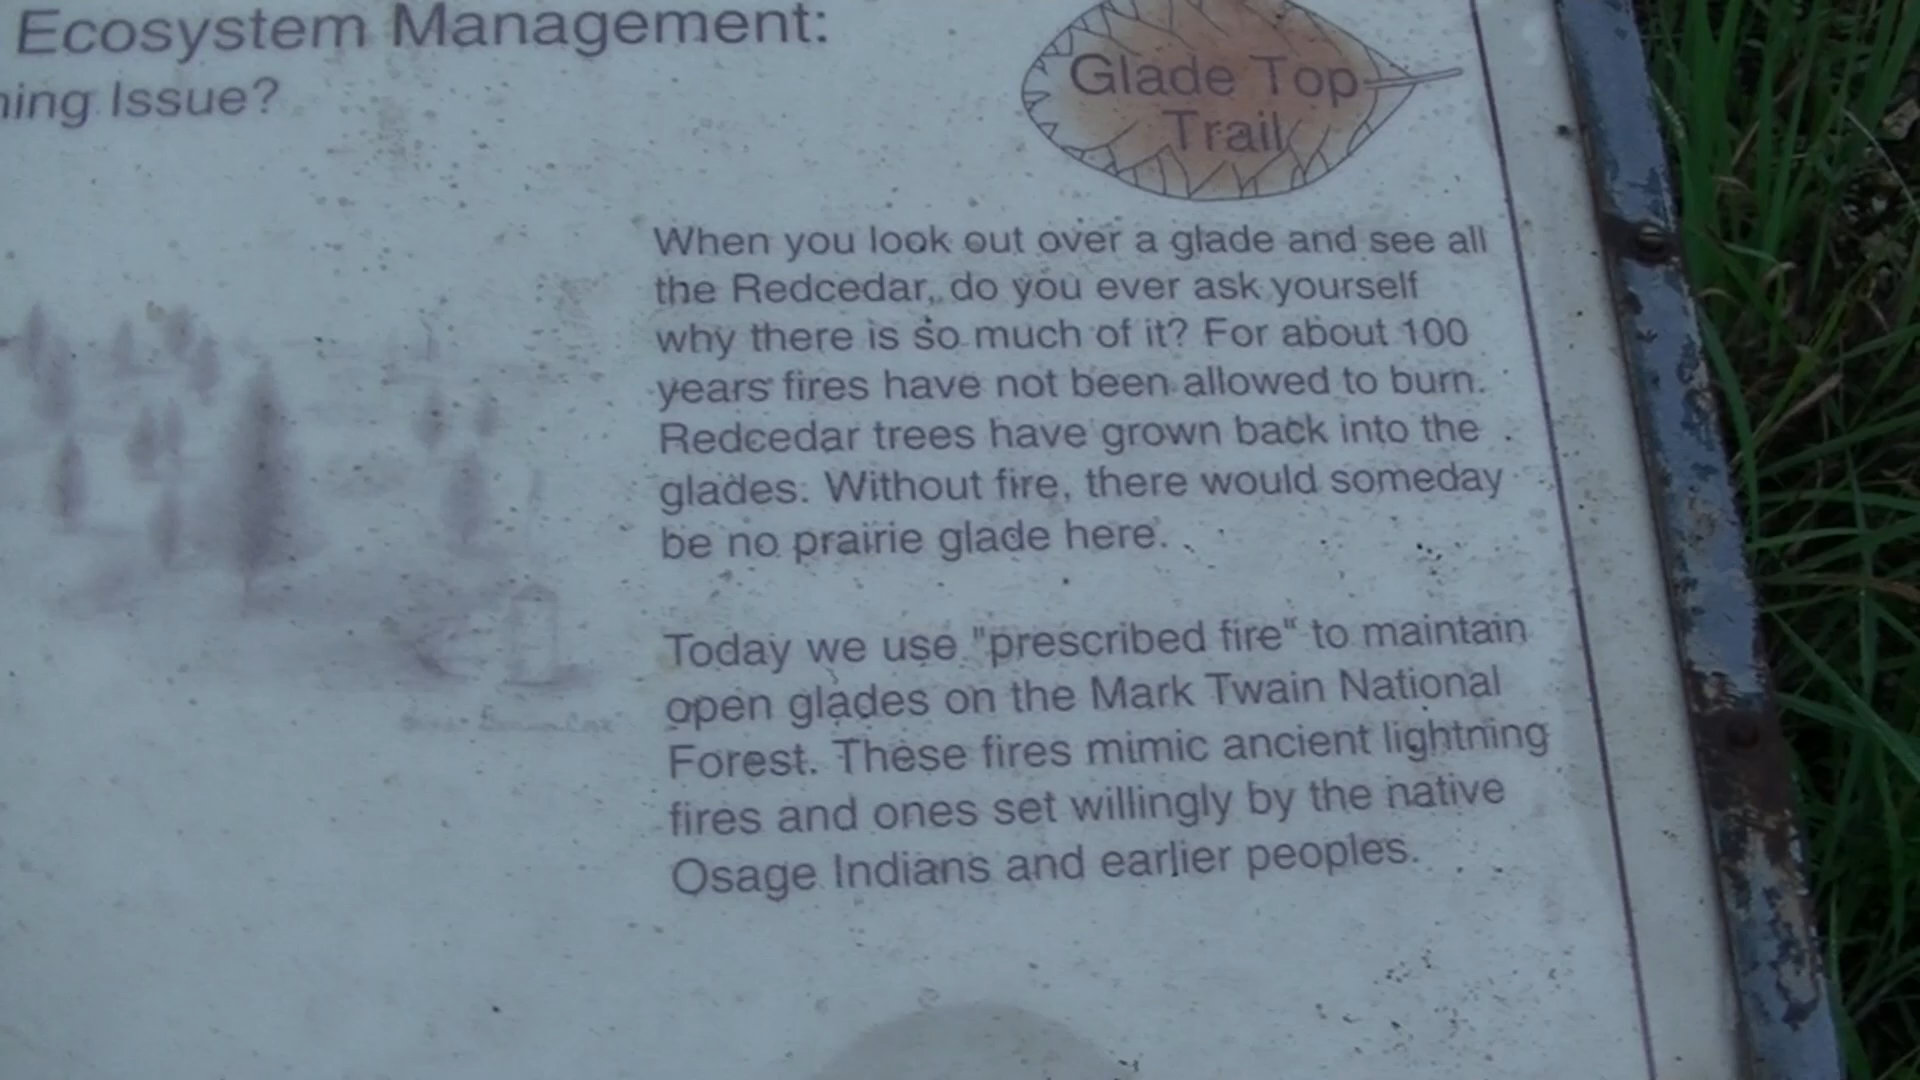 Ecosystem Management:
ning Issue?
Glade Top
Trail
When you look out over a glade and see all
the Redcedar, do you ever ask yourself
why there is so much of it? For about 100
years fires have not been allowed to burn.
Redcedar trees have grown back into the
glades. Without fire, there would someday
be no prairie glade here.
Today we use "prescribed fire" to maintain
open glades on the Mark Twain National
Forest. These fires mimic ancient lightning
fires and ones set willingly by the native
Osage Indians and earlier peoples.